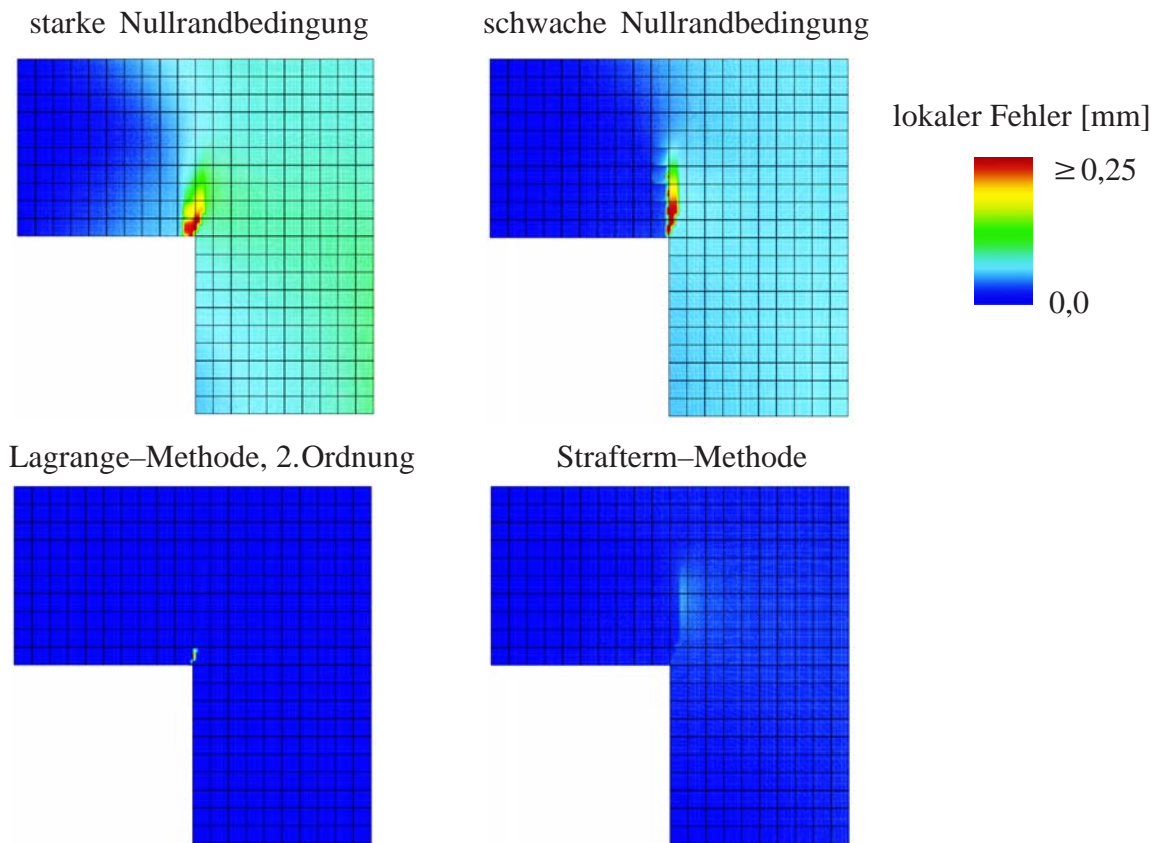 starke Nullrandbedingung
schwache Nullrandbedingung
lokaler Fehler [mm]
≥0,25
0,0
Lagrange–Methode, 2.Ordnung
Strafterm–Methode